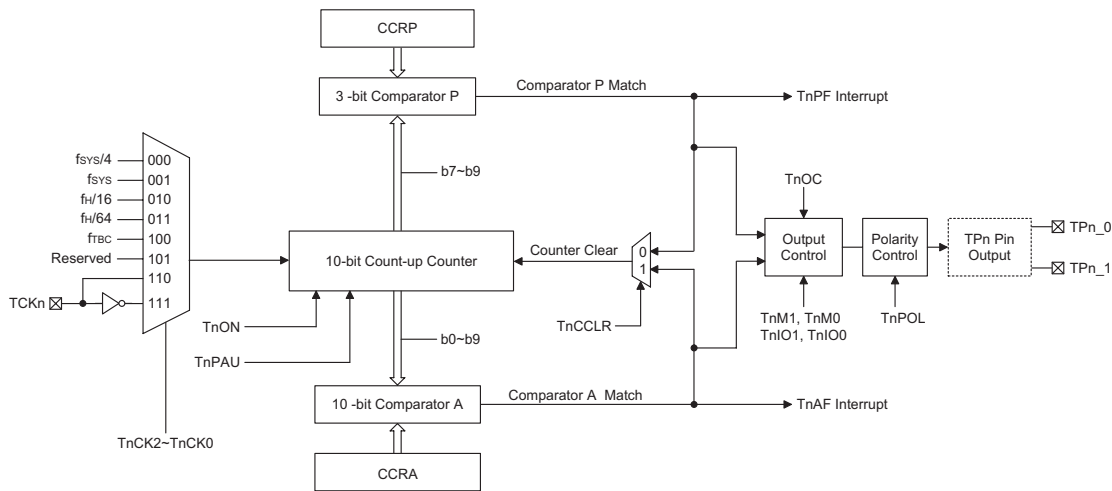 CCRP
3 -bit Comparator P
Comparator P Match
TnPF Interrupt
b7~b9
fSYS/4
000
fSYS
001
fH/16
010
fH/64
011
fTBC
100
Reserved
101
110
TCKn
111
TnOC
10-bit Count-up Counter
Counter Clear
0
1
Output
Control
Polarity
Control
TPn Pin
Output
TPn_0
TPn_1
TnON
TnPAU
b0~b9
TnCCLR
TnM1, TnM0
TnIO1, TnIO0
TnPOL
10 -bit Comparator A
Comparator A  Match
TnAF Interrupt
TnCK2~TnCK0
CCRA